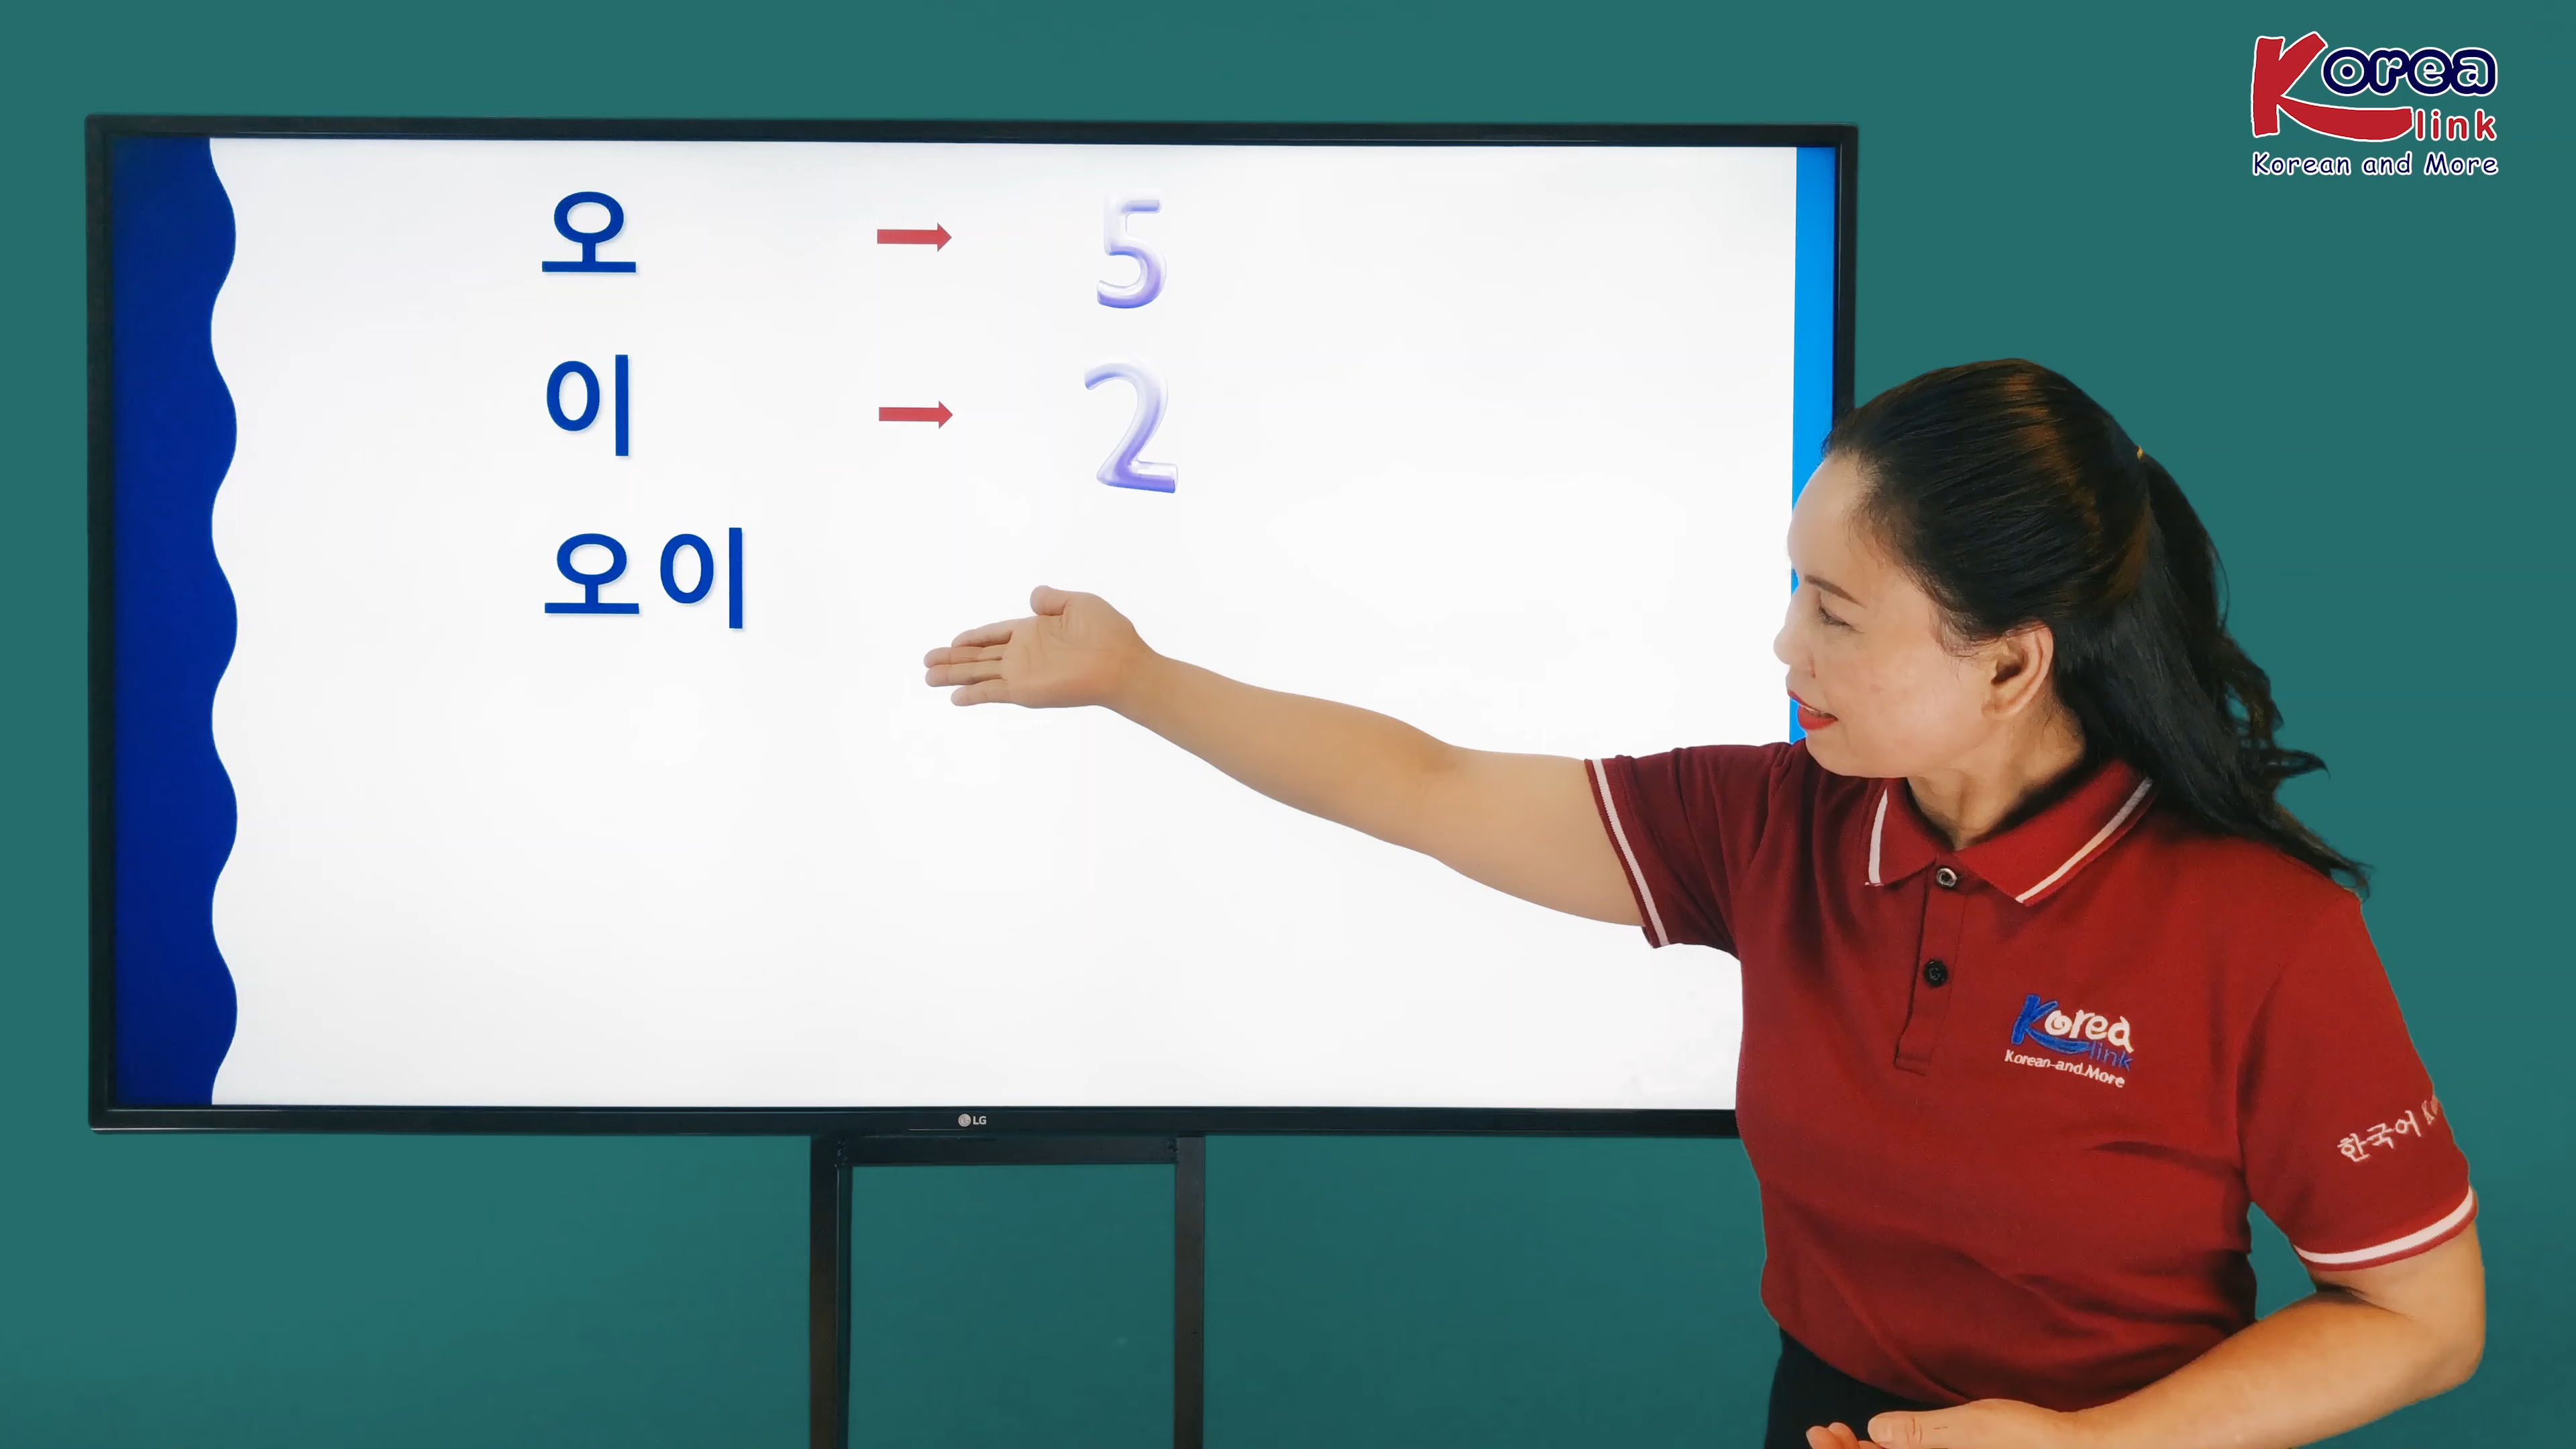 Korea
link
Korean and More
오 → 5
이 → 2
오이
LG
Korea
link
Korean and More
한국어